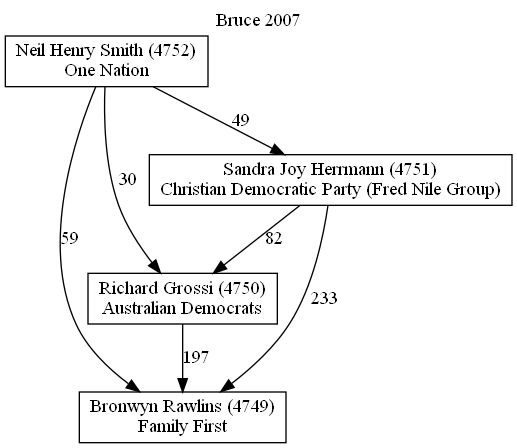 Bruce 2007
Neil Henry Smith (4752)
One Nation
49
Sandra Joy Herrmann (4751)
Christian Democratic Party (Fred Nile Group)
30
59
82
Richard Grossi (4750)
Australian Democrats
233
197
Bronwyn Rawlins (4749)
Family First